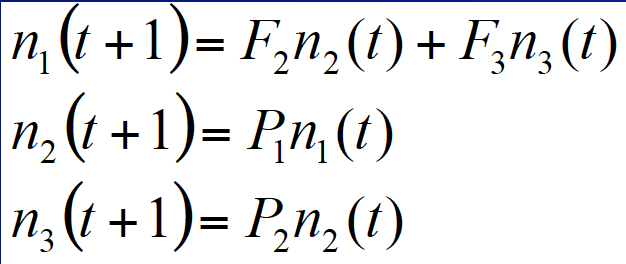 n₁(t+1)= F₂n₂(t)+ F₃n₃(t)
n₂(t+1)= P₁n₁(t)
n₃(t+1)= P₂n₂(t)